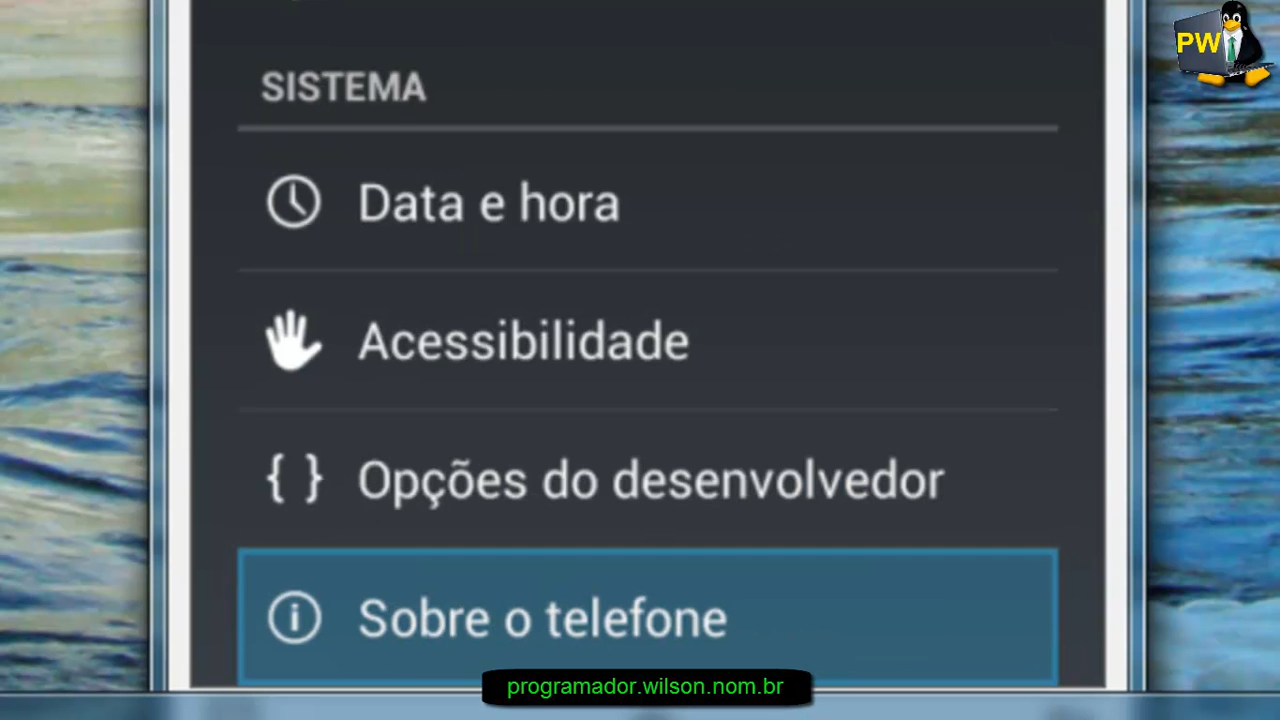 PW
SISTEMA
Data e hora
Acessibilidade
{ } Opções do desenvolvedor
Sobre o telefone
programador.wilson.nom.br